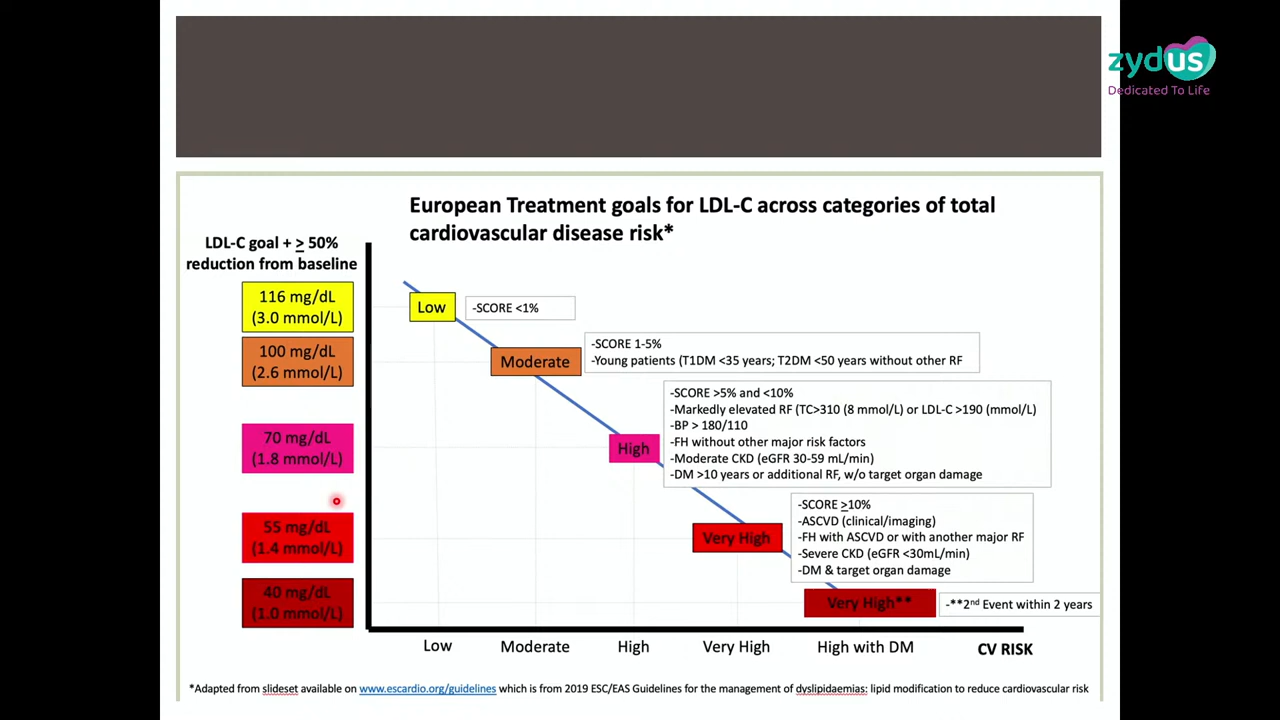 zydus
Dedicated To Life
European Treatment goals for LDL-C across categories of total
cardiovascular disease risk*
LDL-C goal + ≥ 50%
reduction from baseline
116 mg/dL
(3.0 mmol/L)
Low
-SCORE <1%
100 mg/dL
(2.6 mmol/L)
Moderate
-SCORE 1-5%
-Young patients (T1DM <35 years; T2DM <50 years without other RF
70 mg/dL
(1.8 mmol/L)
High
-SCORE >5% and <10%
-Markedly elevated RF (TC>310 (8 mmol/L) or LDL-C >190 (mmol/L)
-BP > 180/110
-FH without other major risk factors
-Moderate CKD (eGFR 30-59 mL/min)
-DM >10 years or additional RF, w/o target organ damage
55 mg/dL
(1.4 mmol/L)
Very High
-SCORE ≥10%
-ASCVD (clinical/imaging)
-FH with ASCVD or with another major RF
-Severe CKD (eGFR <30mL/min)
-DM & target organ damage
40 mg/dL
(1.0 mmol/L)
Very High**
-**2nd Event within 2 years
Low
Moderate
High
Very High
High with DM
CV RISK
*Adapted from slideset available on www.escardio.org/guidelines which is from 2019 ESC/EAS Guidelines for the management of dyslipidaemias: lipid modification to reduce cardiovascular risk